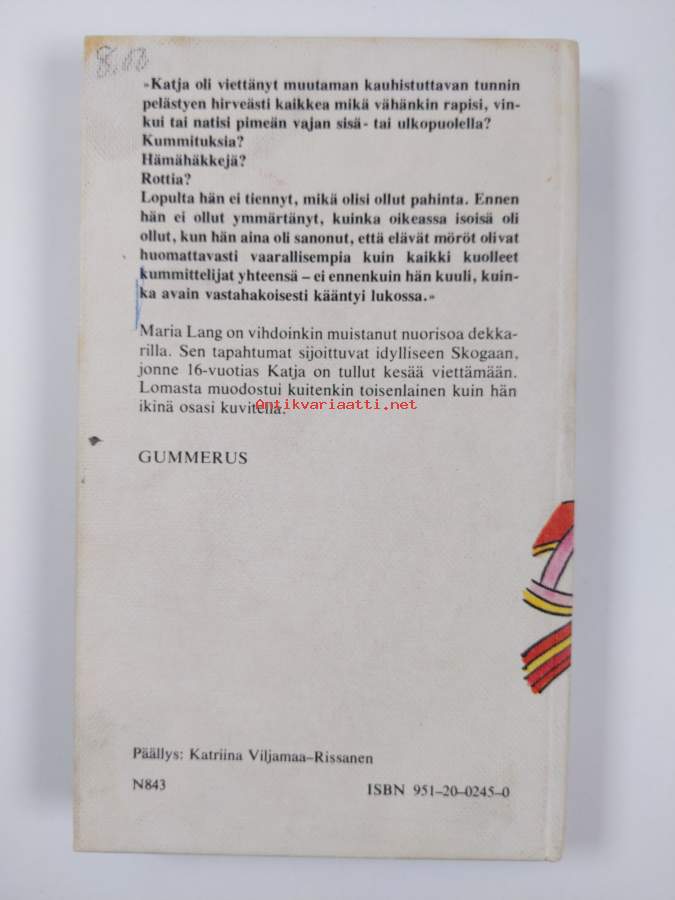 8,00
»Katja oli viettänyt muutaman kauhistuttavan tunnin
pelästyen hirveästi kaikkea mikä vähänkin rapisi, vin-
kui tai natisi pimeän vajan sisä- tai ulkopuolella?
Kummituksia?
Hämähäkkejä?
Rottia?
Lopulta hän ei tiennyt, mikä olisi ollut pahinta. Ennen
hän ei ollut ymmärtänyt, kuinka oikeassa isoisä oli
ollut, kun hän aina oli sanonut, että elävät möröt olivat
huomattavasti vaarallisempia kuin kaikki kuolleet
kummittelijat yhteensä – ei ennenkuin hän kuuli, kuin-
ka avain vastahakoisesti kääntyi lukossa.»
Maria Lang on vihdoinkin muistanut nuorisoa dekka-
rilla. Sen tapahtumat sijoittuvat idylliseen Skogaan,
jonne 16-vuotias Katja on tullut kesää viettämään.
Lomasta muodostui kuitenkin toisenlainen kuin hän
ikinä osasi kuvitella.
Antikvariaatti.net
GUMMERUS
Päällys: Katriina Viljamaa–Rissanen
N843
ISBN 951–20–0245–0